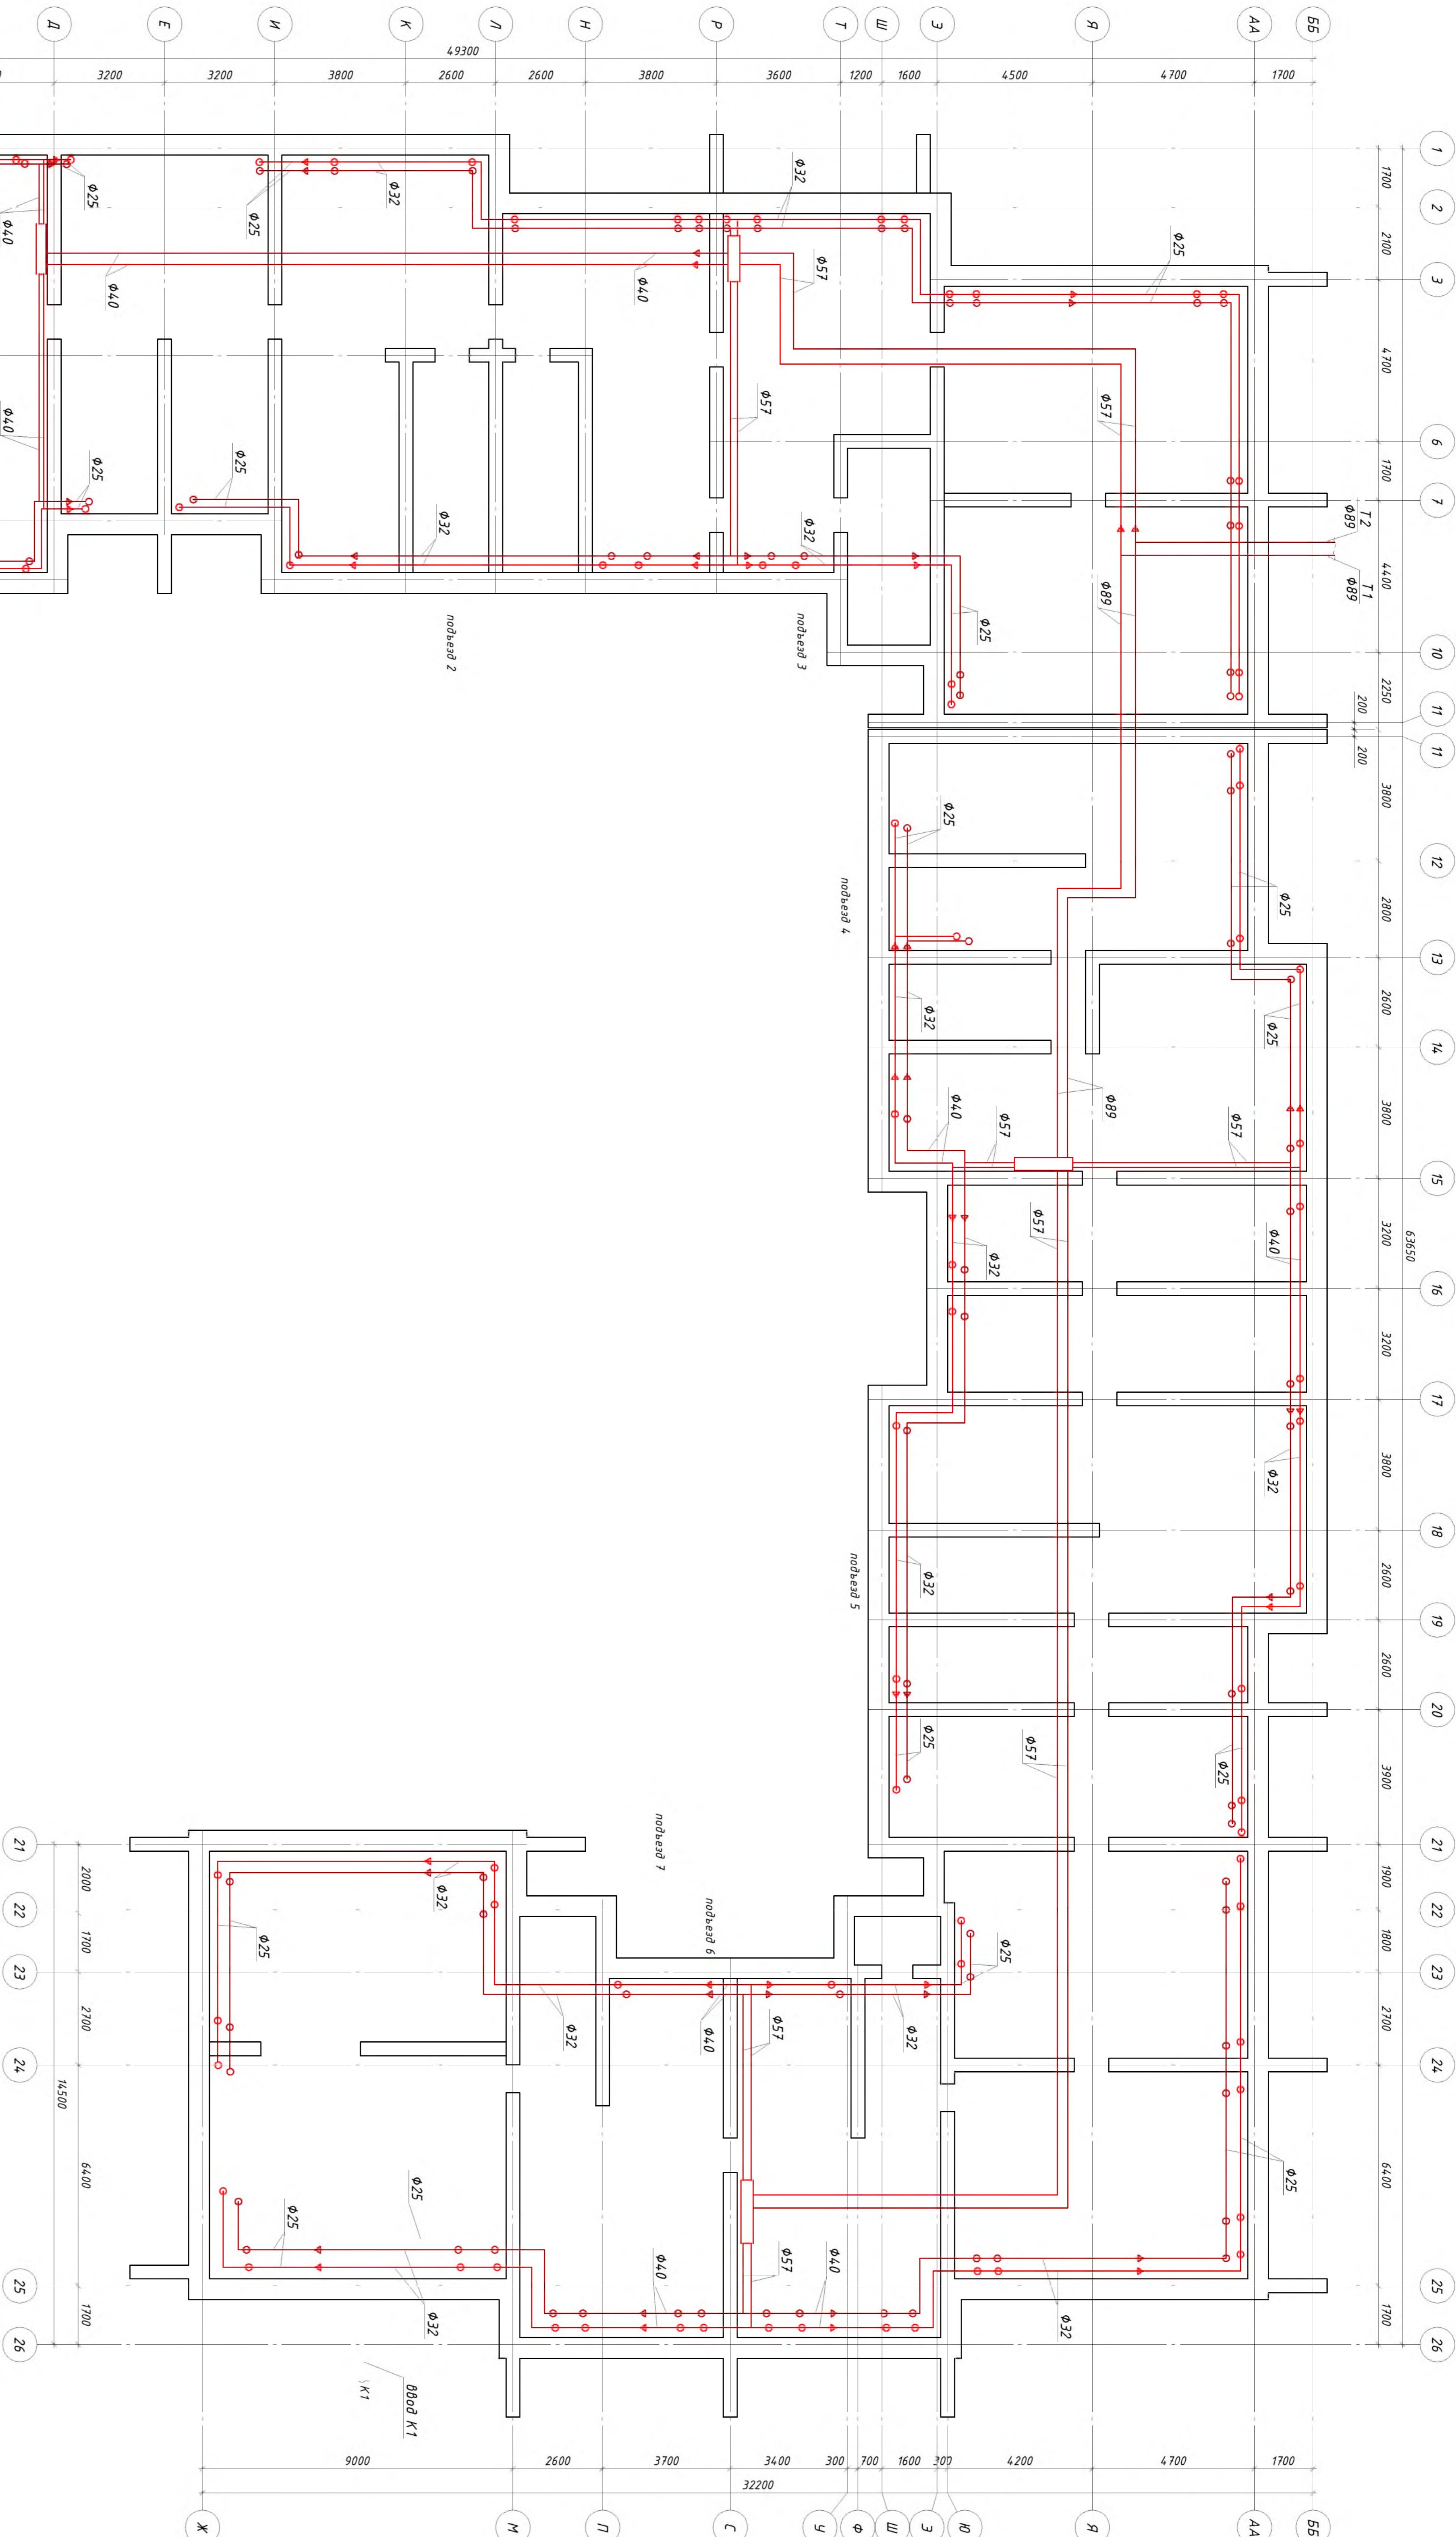 Д
Е
И
К
Л
Н
Р
Т
Ш
Э
Я
АА
ББ
49300
3200
3200
3800
2600
2600
3800
3600
1200
1600
4500
4700
1700
1
2
3
6
7
10
11
11
12
13
14
15
16
17
18
19
20
21
22
23
24
25
26
1700
2100
4700
1700
4400
2250
200
200
3800
2800
2600
3800
3200
3200
3800
2600
2600
3900
1900
1800
2700
6400
1700
63650
ф25
ф40
ф40
ф25
ф32
ф40
ф32
ф57
ф25
ф40
ф25
ф25
ф32
ф57
ф32
ф57
Т2
ф89
Т1
ф89
ф89
ф25
подъезд 2
подъезд 3
ф25
ф25
подъезд 4
ф32
ф25
ф40
ф57
ф89
ф57
ф57
ф32
ф40
ф32
ф32
подъезд 5
ф25
ф57
ф25
подъезд 7
подъезд 6
ф32
ф25
ф25
ф32
ф40
ф57
ф32
ф25
ф25
ф25
ф32
ф40
ф57
ф40
ф32
Ввод К1
К1
21
22
23
24
25
26
2000
1700
2700
6400
1700
14500
9000
2600
3700
3400
300
700
1600
300
4200
4700
1700
32200
Ж
М
П
С
У
Ф
Ш
Э
Ю
Я
АА
ББ